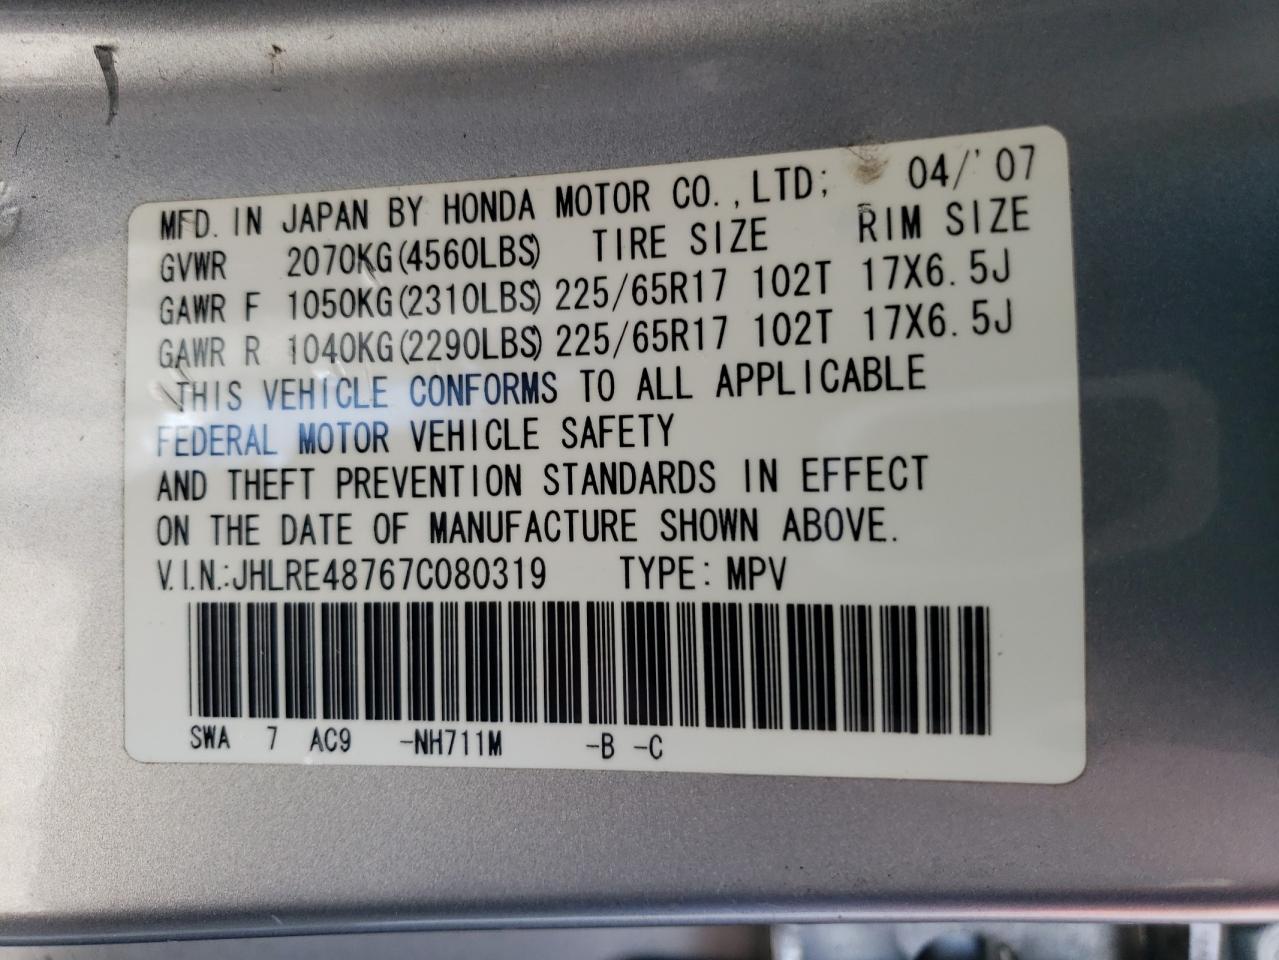 MFD. IN JAPAN BY HONDA MOTOR CO., LTD; 04/'07
GVWR 2070KG(4560LBS) TIRE SIZE RIM SIZE
GAWR F 1050KG(2310LBS) 225/65R17 102T 17X6.5J
GAWR R 1040KG(2290LBS) 225/65R17 102T 17X6.5J
THIS VEHICLE CONFORMS TO ALL APPLICABLE
FEDERAL MOTOR VEHICLE SAFETY
AND THEFT PREVENTION STANDARDS IN EFFECT
ON THE DATE OF MANUFACTURE SHOWN ABOVE.
V.I.N.:JHLRE48767C080319 TYPE: MPV
SWA 7 AC9 -NH711M -B -C